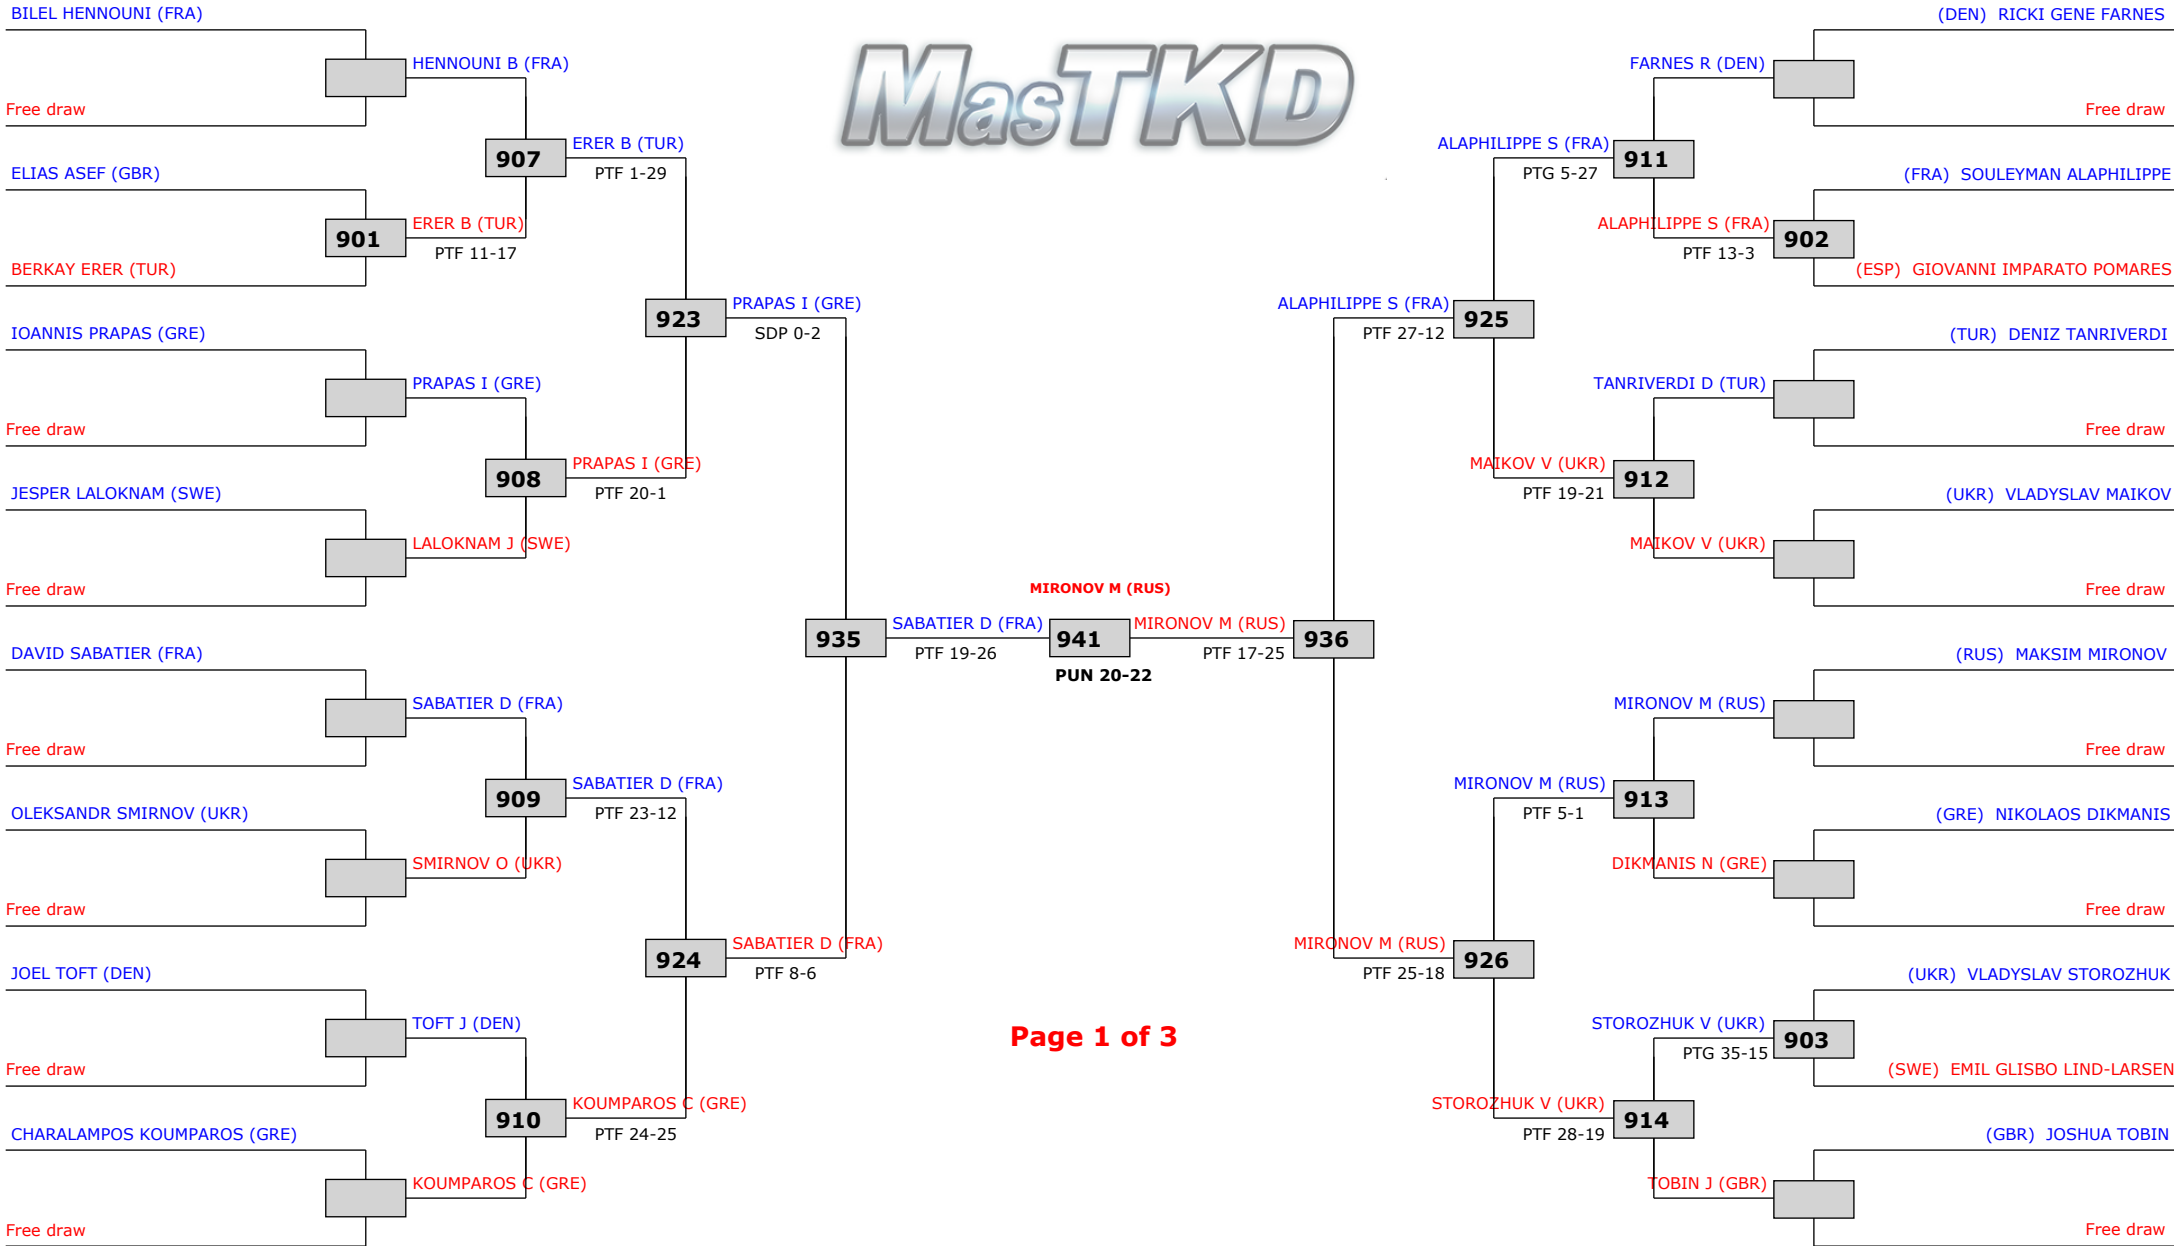 BILEL HENNOUNI (FRA)
Free draw
ELIAS ASEF (GBR)
BERKAY ERER (TUR)
IOANNIS PRAPAS (GRE)
Free draw
JESPER LALOKNAM (SWE)
Free draw
DAVID SABATIER (FRA)
Free draw
OLEKSANDR SMIRNOV (UKR)
Free draw
JOEL TOFT (DEN)
Free draw
CHARALAMPOS KOUMPAROS (GRE)
Free draw
HENNOUNI B (FRA)
901
ERER B (TUR)
PTF 11-17
PRAPAS I (GRE)
LALOKNAM J (SWE)
SABATIER D (FRA)
SMIRNOV O (UKR)
TOFT J (DEN)
KOUMPAROS C (GRE)
907
ERER B (TUR)
PTF 1-29
908
PRAPAS I (GRE)
PTF 20-1
909
SABATIER D (FRA)
PTF 23-12
910
KOUMPAROS C (GRE)
PTF 24-25
923
PRAPAS I (GRE)
SDP 0-2
924
SABATIER D (FRA)
PTF 8-6
935
SABATIER D (FRA)
PTF 19-26
MasTKD
MIRONOV M (RUS)
941
PUN 20-22
Page 1 of 3
MIRONOV M (RUS)
PTF 17-25
936
ALAPHILIPPE S (FRA)
PTF 27-12
925
MIRONOV M (RUS)
PTF 25-18
926
ALAPHILIPPE S (FRA)
PTG 5-27
911
MAIKOV V (UKR)
PTF 19-21
912
MIRONOV M (RUS)
PTF 5-1
913
STOROZHUK V (UKR)
PTF 28-19
914
FARNES R (DEN)
ALAPHILIPPE S (FRA)
PTF 13-3
902
TANRIVERDI D (TUR)
MAIKOV V (UKR)
MIRONOV M (RUS)
DIKMANIS N (GRE)
STOROZHUK V (UKR)
PTG 35-15
903
TOBIN J (GBR)
(DEN) RICKI GENE FARNES
Free draw
(FRA) SOULEYMAN ALAPHILIPPE
(ESP) GIOVANNI IMPARATO POMARES
(TUR) DENIZ TANRIVERDI
Free draw
(UKR) VLADYSLAV MAIKOV
Free draw
(RUS) MAKSIM MIRONOV
Free draw
(GRE) NIKOLAOS DIKMANIS
Free draw
(UKR) VLADYSLAV STOROZHUK
(SWE) EMIL GLISBO LIND-LARSEN
(GBR) JOSHUA TOBIN
Free draw